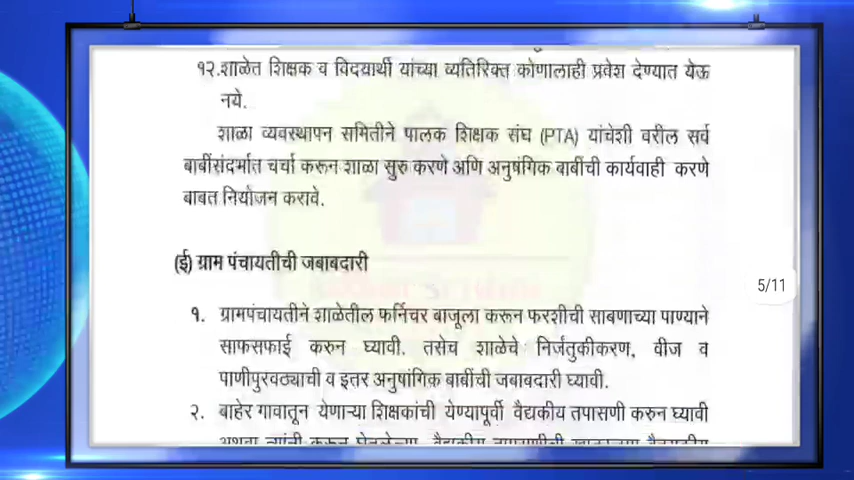 १२.शाळेत शिक्षक व विदयार्थी यांच्या व्यतिरिक्त कोणालाही प्रवेश देण्यात येऊ
नये.
शाळा व्यवस्थापन समितीने पालक शिक्षक संघ (PTA) यांचेशी वरील सर्व
बाबींसंदर्भात चर्चा करून शाळा सुरु करणे आणि अनुषंगिक बाबींची कार्यवाही करणे
बाबत नियोजन करावे.
(ई) ग्राम पंचायतीची जबाबदारी
5/11
१. ग्रामपंचायतीने शाळेतील फर्निचर बाजूला करून फरशीची साबणाच्या पाण्याने
साफसफाई करुन घ्यावी. तसेच शाळेचे निर्जंतुकीकरण, वीज व
पाणीपुरवठ्याची व इतर अनुषांगिक बाबींची जबाबदारी घ्यावी.
२. बाहेर गावातून येणाऱ्या शिक्षकांची येण्यापूर्वी वैद्यकीय तपासणी करुन घ्यावी